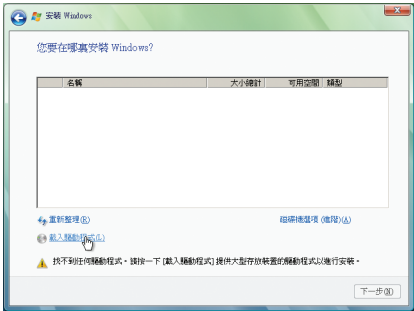 安裝 Windows
您要在哪裏安裝 Windows?
名稱 大小總計 可用空間 類型
重新整理(R) 磁碟機選項 (進階)(A)
載入驅動程式(L)
找不到任何驅動程式。請按一下 [載入驅動程式] 提供大型存放裝置的驅動程式以進行安裝。
下一步(N)